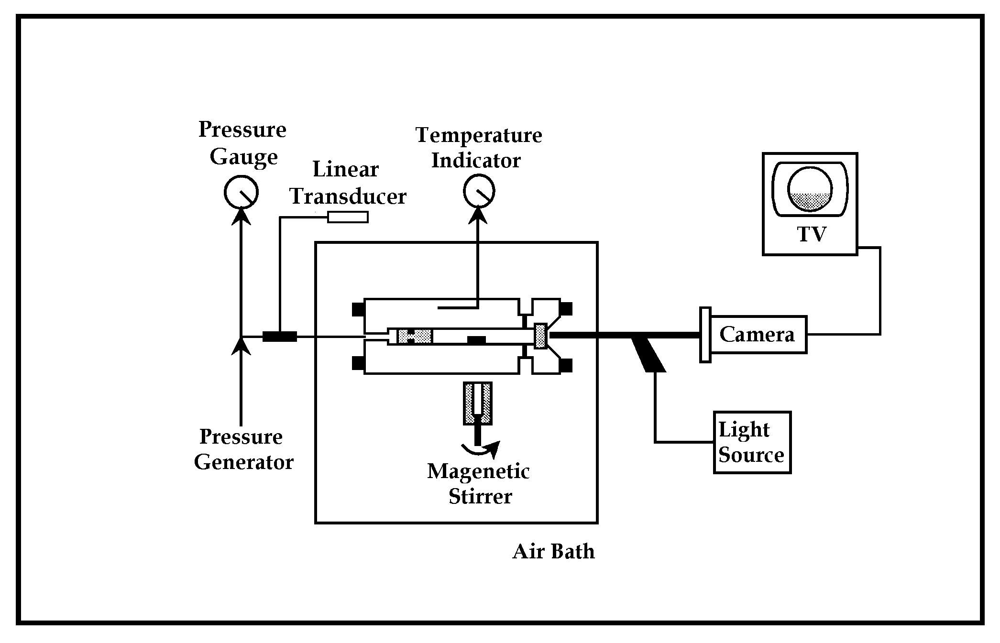 Pressure
Gauge
Linear
Transducer
Temperature
Indicator
TV
Camera
Light
Source
Pressure
Generator
Magenetic
Stirrer
Air Bath